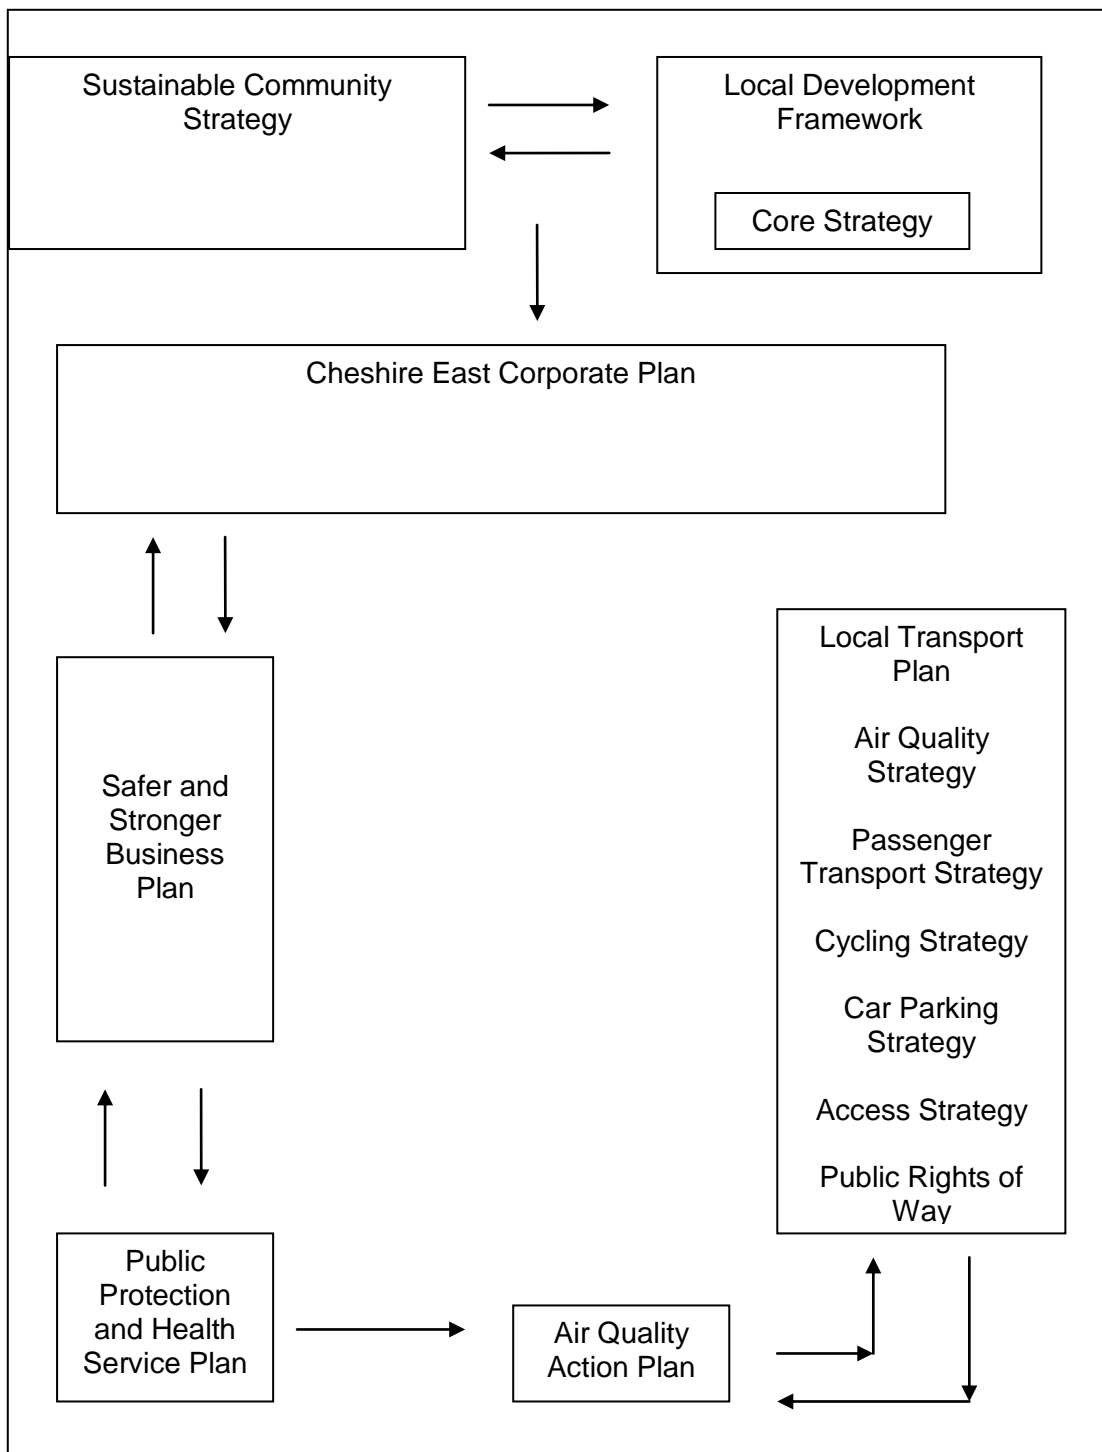 Sustainable Community
Strategy
Local Development
Framework
Core Strategy
Cheshire East Corporate Plan
Safer and
Stronger
Business
Plan
Local Transport
Plan
Air Quality
Strategy
Passenger
Transport Strategy
Cycling Strategy
Car Parking
Strategy
Access Strategy
Public Rights of
Way
Public
Protection
and Health
Service Plan
Air Quality
Action Plan